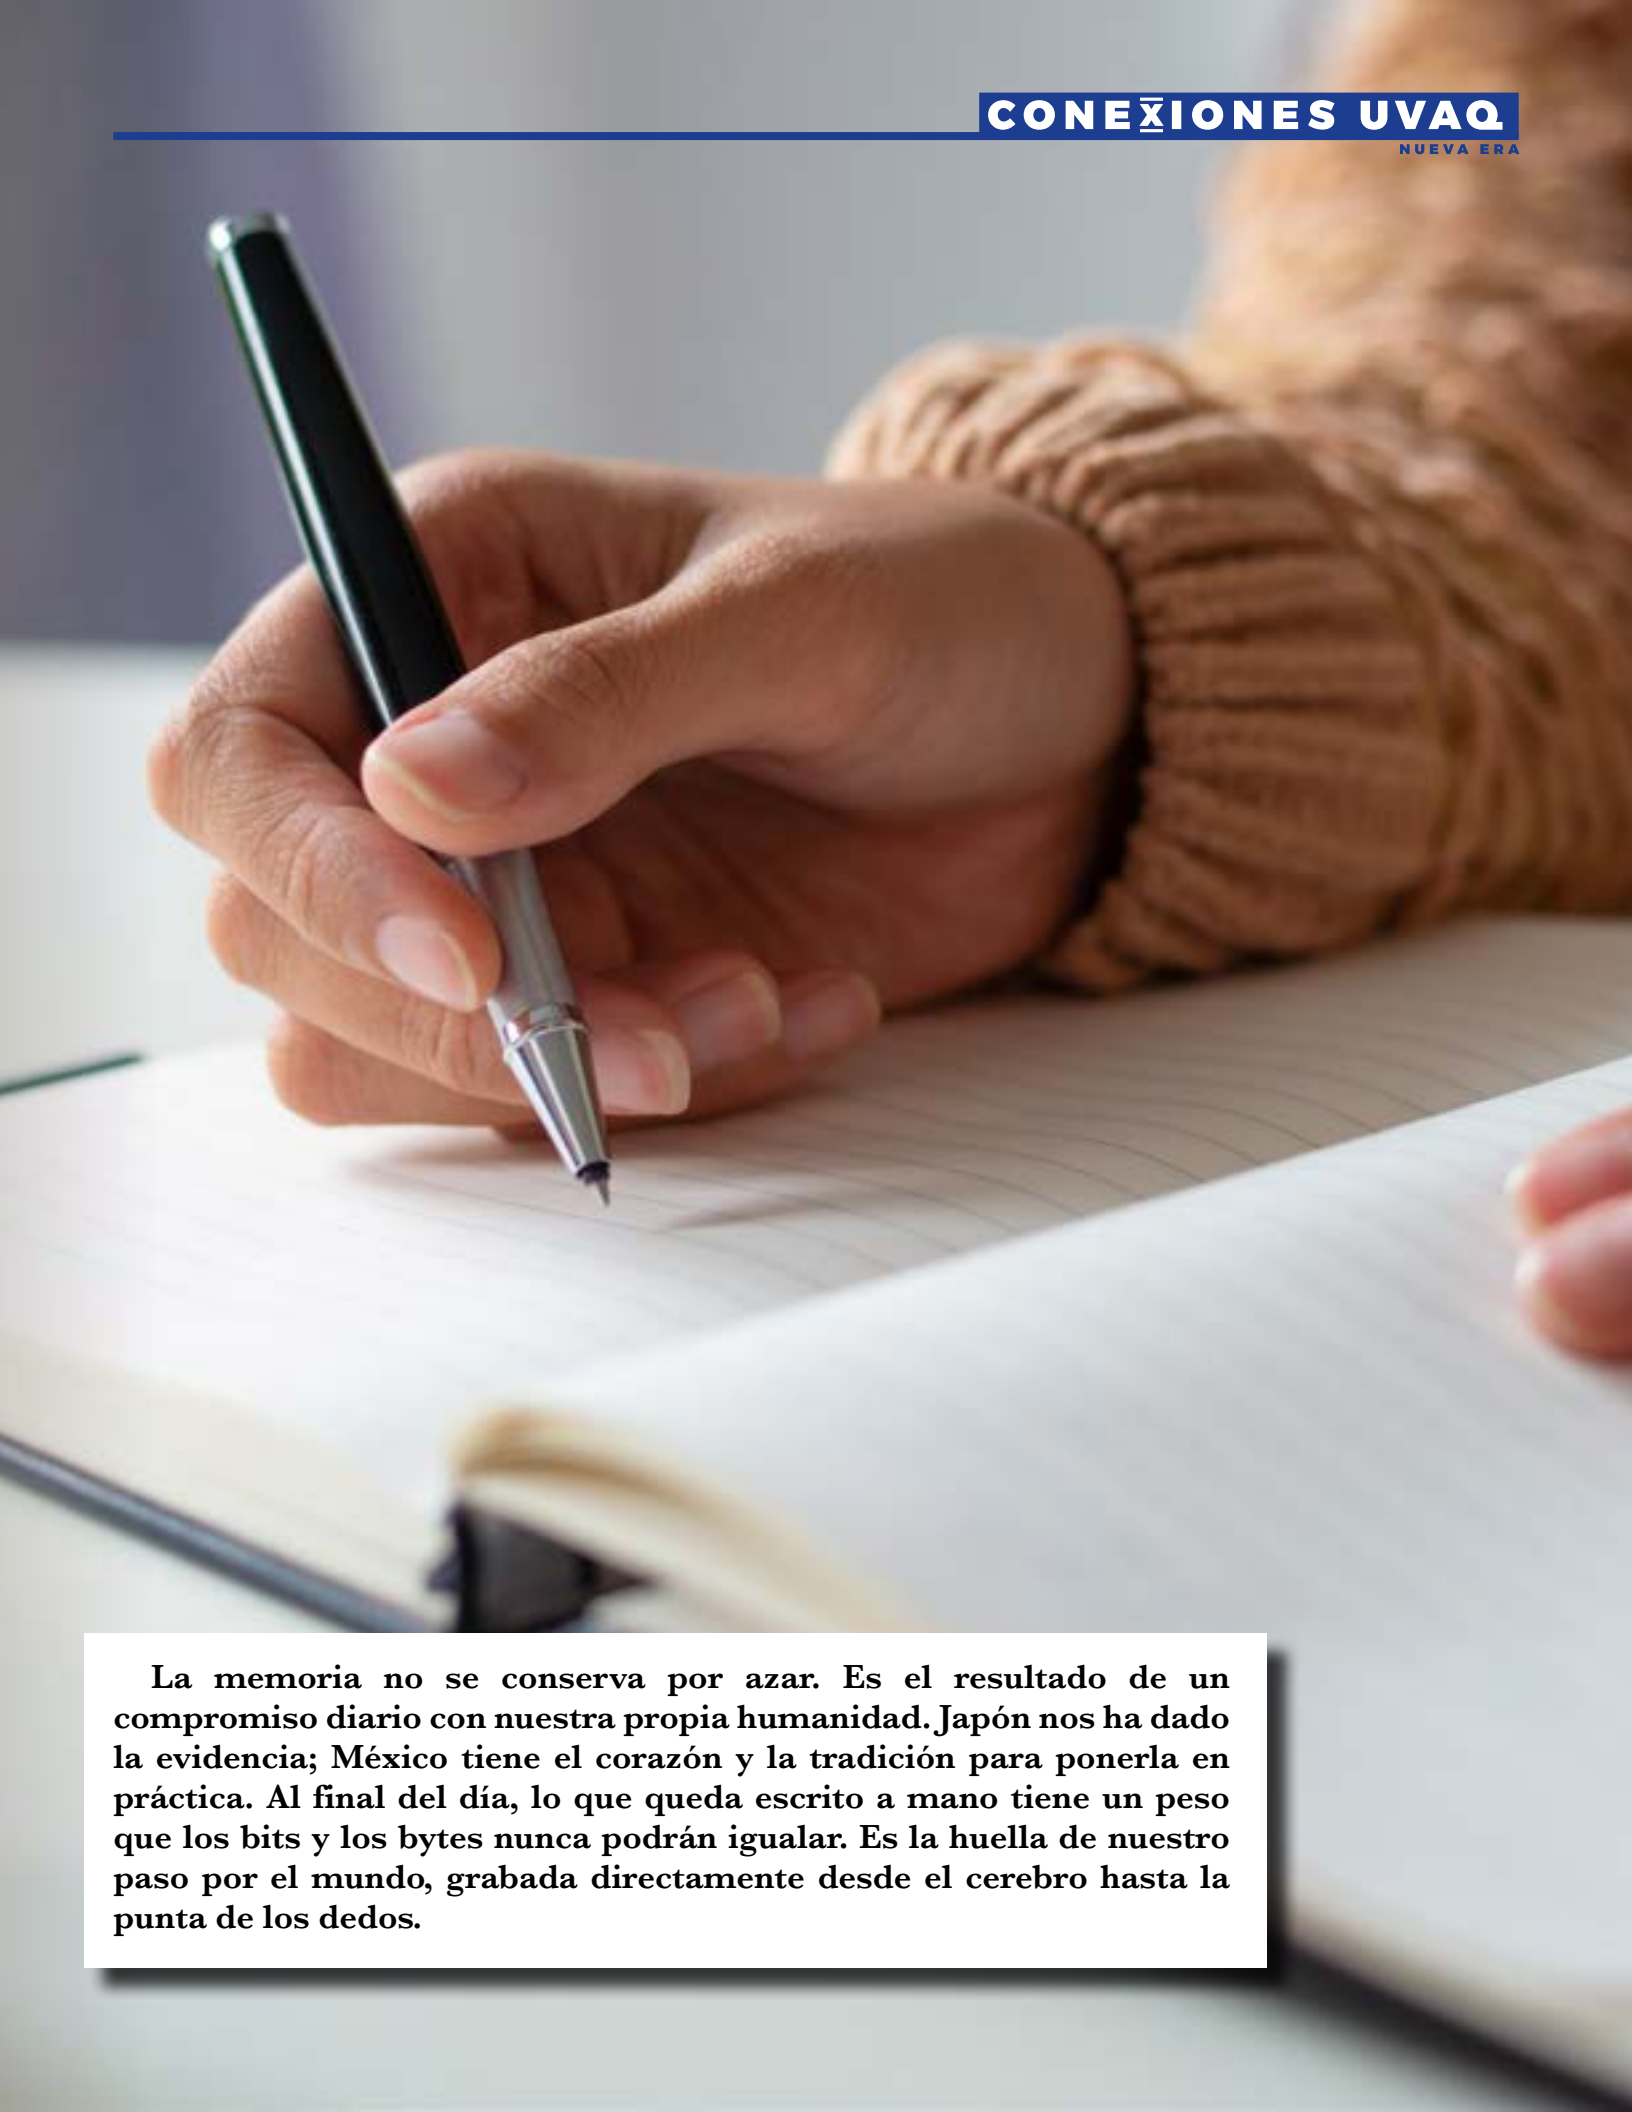 CONEXIONES UVAQ
NUEVA ERA
La memoria no se conserva por azar. Es el resultado de un
compromiso diario con nuestra propia humanidad. Japón nos ha dado
la evidencia; México tiene el corazón y la tradición para ponerla en
práctica. Al final del día, lo que queda escrito a mano tiene un peso
que los bits y los bytes nunca podrán igualar. Es la huella de nuestro
paso por el mundo, grabada directamente desde el cerebro hasta la
punta de los dedos.